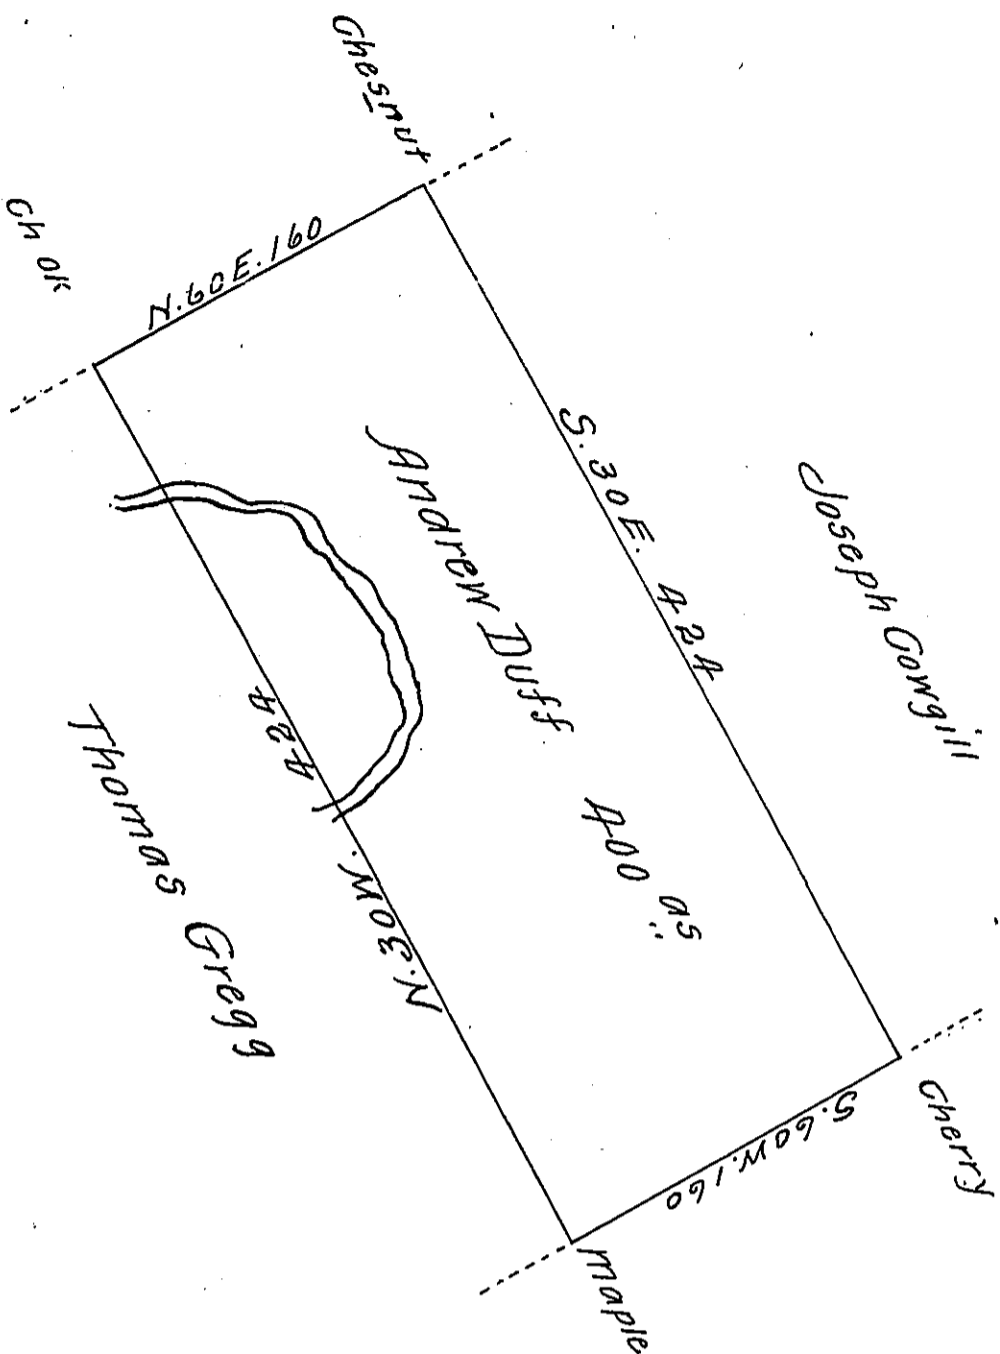 Chesnut
Ch ok
N.60E.160
S.30E. 424
Joseph Cowgill
Andrew Duff
400 as
424
N.30W.
Thomas Gregg
S.60W.160
Cherry
maple